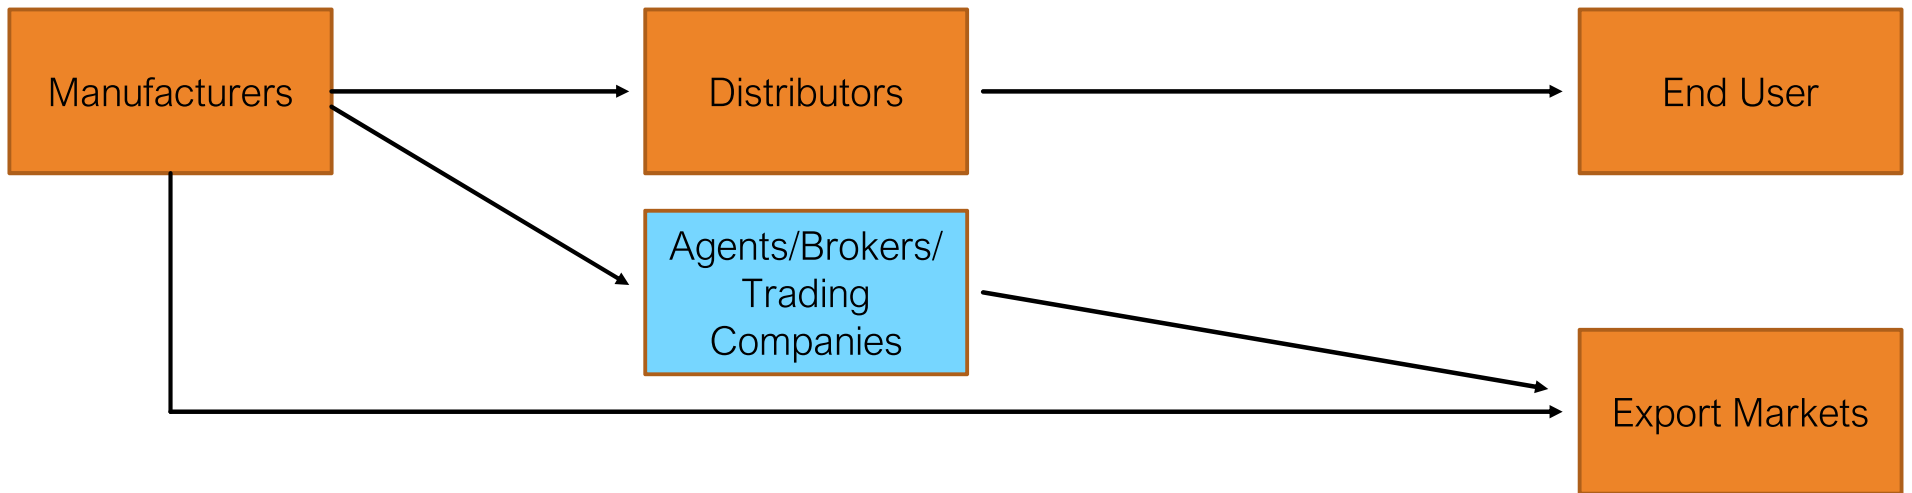 Manufacturers
Distributors
End User
Agents/Brokers/
Trading
Companies
Export Markets